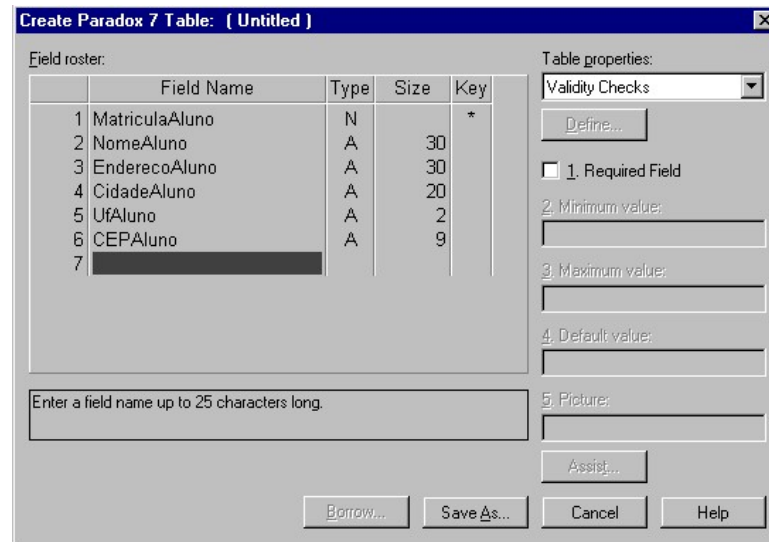 Create Paradox 7 Table: ( Untitled )
Field roster:
Field Name Type Size Key
1 MatriculaAluno N *
2 NomeAluno A 30
3 EnderecoAluno A 30
4 CidadeAluno A 20
5 UfAluno A 2
6 CEPAluno A 9
7
Enter a field name up to 25 characters long.
Table properties:
Validity Checks
Define...
1. Required Field
2. Minimum value:
3. Maximum value:
4. Default value:
5. Picture:
Assist...
Borrow... Save As... Cancel Help